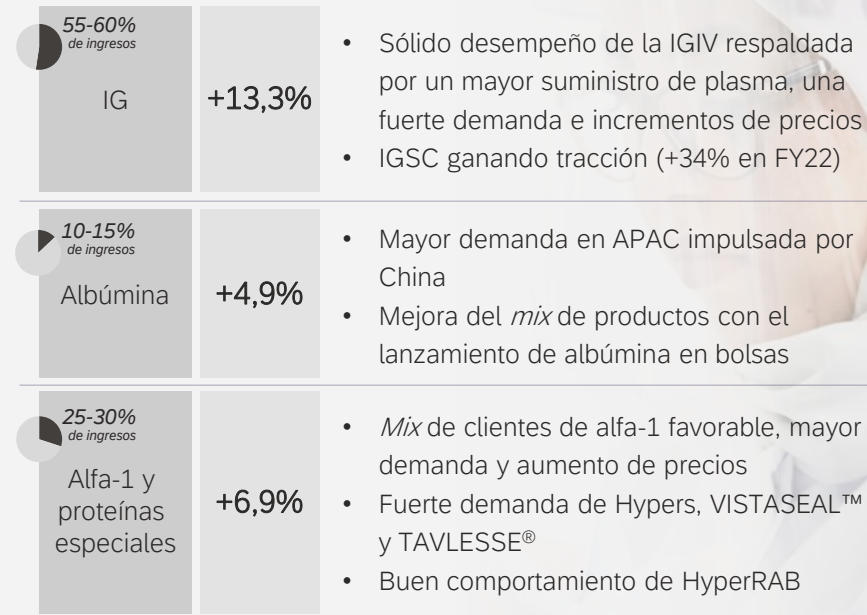 55-60%
de ingresos
IG
+13,3%
• Sólido desempeño de la IGIV respaldada
por un mayor suministro de plasma, una
fuerte demanda e incrementos de precios
• IGSC ganando tracción (+34% en FY22)
10-15%
de ingresos
Albúmina
+4,9%
• Mayor demanda en APAC impulsada por
China
• Mejora del mix de productos con el
lanzamiento de albúmina en bolsas
25-30%
de ingresos
Alfa-1 y
proteínas
especiales
+6,9%
• Mix de clientes de alfa-1 favorable, mayor
demanda y aumento de precios
• Fuerte demanda de Hypers, VISTASEAL™
y TAVLESSE®
• Buen comportamiento de HyperRAB